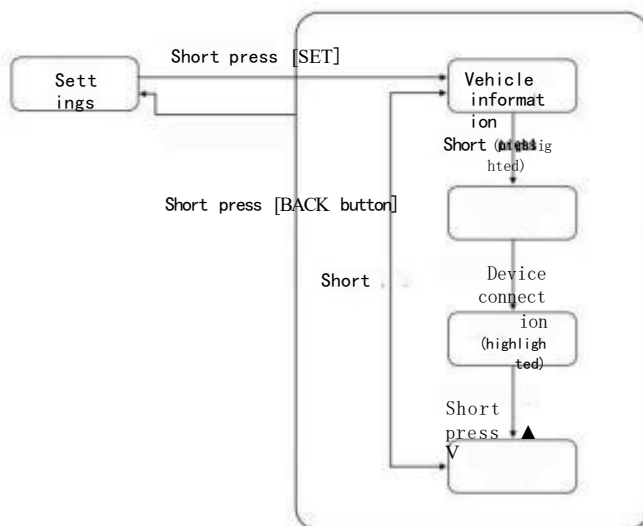 Short press [SET]
Sett
ings
Vehicle
informat
ion
Short
hted)
Short press [BACK button]
Short
Device
connect
ion
(highligh
ted)
Short
press ▲
V